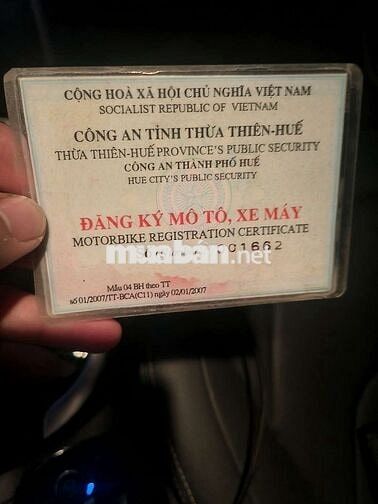 CỘNG HOÀ XÃ HỘI CHỦ NGHĨA VIỆT NAM
SOCIALIST REPUBLIC OF VIETNAM
CÔNG AN TỈNH THỪA THIÊN-HUẾ
THỪA THIÊN-HUẾ PROVINCE'S PUBLIC SECURITY
CÔNG AN THÀNH PHỐ HUẾ
HUE CITY'S PUBLIC SECURITY
ĐĂNG KÝ MÔ TÔ, XE MÁY
MOTORBIKE REGISTRATION CERTIFICATE
001662
muaban.net
Mẫu 04 BH theo TT
số 01/2007/TT-BCA(C11) ngày 02/01/2007